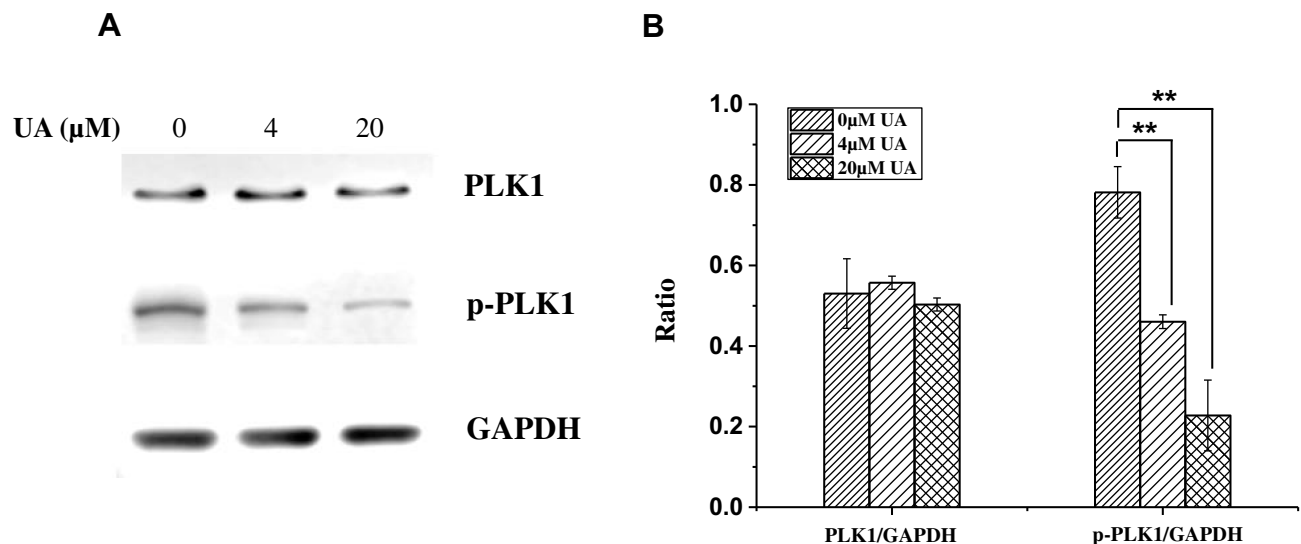 A
UA (µM) 0 4 20
PLK1
p-PLK1
GAPDH
B
1.0
0.8
0.6
0.4
0.2
0.0
Ratio
0µM UA
4µM UA
20µM UA
**
**
PLK1/GAPDH p-PLK1/GAPDH